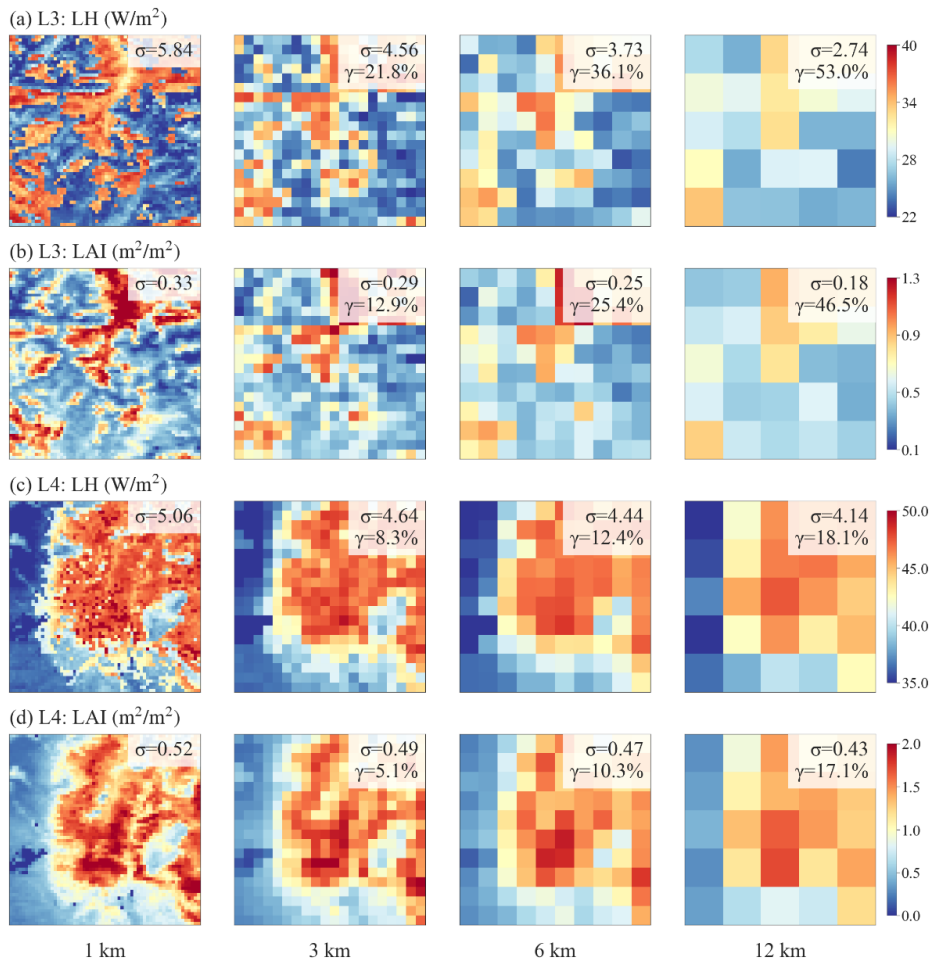 (a) L3: LH (W/m²)
σ=5.84
σ=4.56
γ=21.8%
σ=3.73
γ=36.1%
σ=2.74
γ=53.0%
40
34
28
22
(b) L3: LAI (m²/m²)
σ=0.33
σ=0.29
γ=12.9%
σ=0.25
γ=25.4%
σ=0.18
γ=46.5%
1.3
0.9
0.5
0.1
(c) L4: LH (W/m²)
σ=5.06
σ=4.64
γ=8.3%
σ=4.44
γ=12.4%
σ=4.14
γ=18.1%
50.0
45.0
40.0
35.0
(d) L4: LAI (m²/m²)
σ=0.52
σ=0.49
γ=5.1%
σ=0.47
γ=10.3%
σ=0.43
γ=17.1%
2.0
1.5
1.0
0.5
0.0
1 km
3 km
6 km
12 km